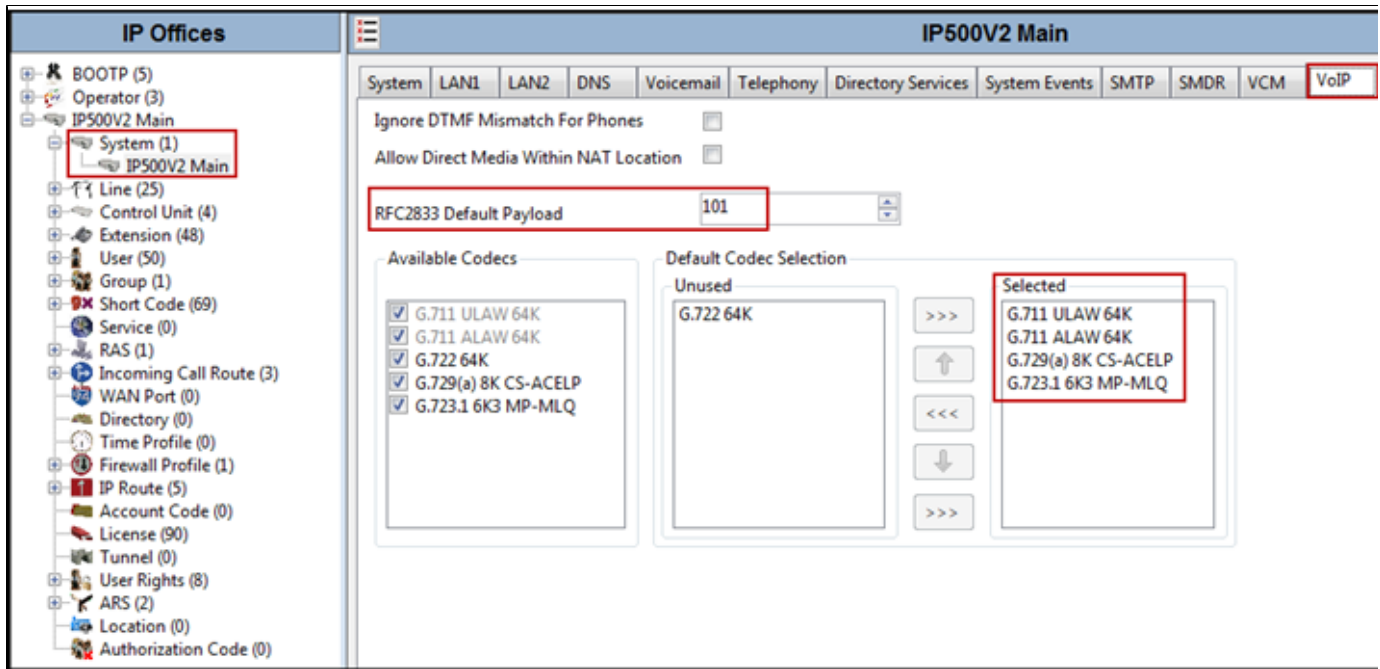 IP Offices
BOOTP (5)
Operator (3)
IP500V2 Main
System (1)
IP500V2 Main
Line (25)
Control Unit (4)
Extension (48)
User (50)
Group (1)
Short Code (69)
Service (0)
RAS (1)
Incoming Call Route (3)
WAN Port (0)
Directory (0)
Time Profile (0)
Firewall Profile (1)
IP Route (5)
Account Code (0)
License (90)
Tunnel (0)
User Rights (8)
ARS (2)
Location (0)
Authorization Code (0)
IP500V2 Main
System LAN1 LAN2 DNS Voicemail Telephony Directory Services System Events SMTP SMDR VCM VoIP
Ignore DTMF Mismatch For Phones
Allow Direct Media Within NAT Location
RFC2833 Default Payload 101
Available Codecs
G.711 ULAW 64K
G.711 ALAW 64K
G.722 64K
G.729(a) 8K CS-ACELP
G.723.1 6K3 MP-MLQ
Default Codec Selection
Unused
G.722 64K
>>>
<<<
>>>
Selected
G.711 ULAW 64K
G.711 ALAW 64K
G.729(a) 8K CS-ACELP
G.723.1 6K3 MP-MLQ